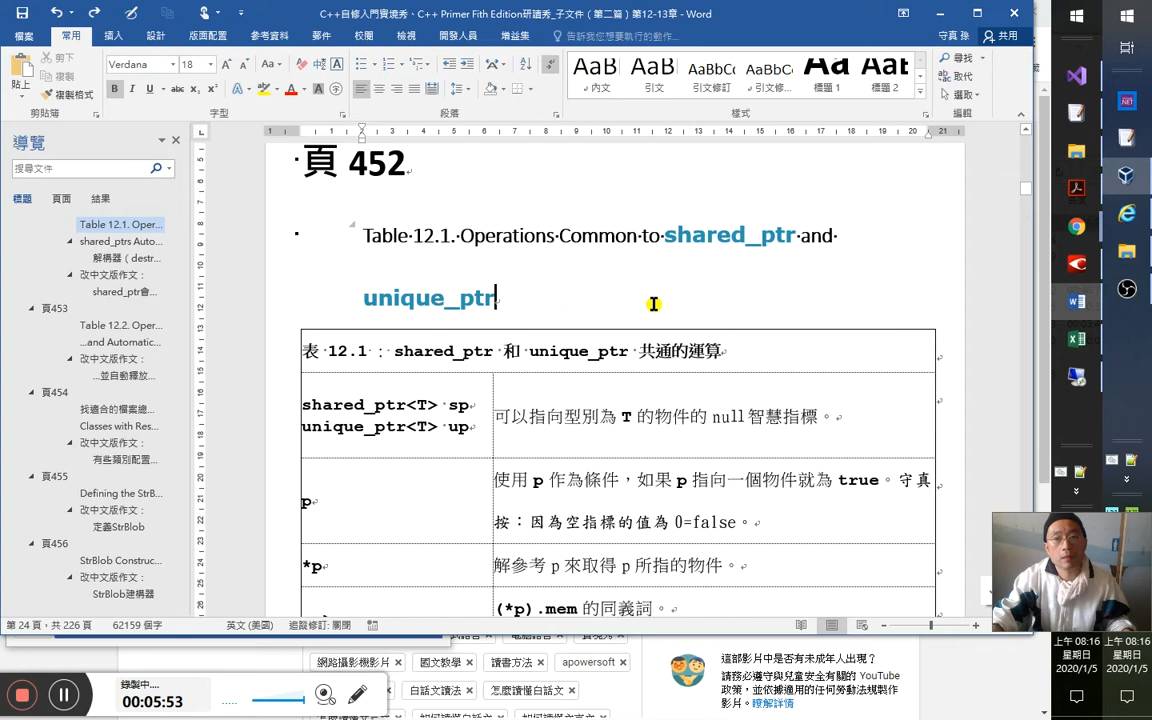 C++自修入門實境秀、C++ Primer Fith Edition研讀秀_子文件（第二篇）第12-13章 - Word
檔案 常用 插入 設計 版面配置 參考資料 郵件 校閱 檢視 開發人員 增益集 告訴我您想要執行的動作... 守真 孫 共用
貼上 剪下 複製 複製格式
Verdana 18
AaB AaB AaBbCc AaBbCc AaB AaB
內文 引文 引文修訂 引文修... 標題 1 標題 2
尋找 取代 選取
剪貼簿 字型 段落 樣式 編輯
導覽
搜尋文件
標題 頁面 結果
Table 12.1. Oper...
shared_ptrs Auto...
解構器（destr...
改中文版作文：
shared_ptr會...
頁453
Table 12.2. Oper...
...and Automatic...
改中文版作文：
...並自動釋放...
頁454
找適合的檔案總...
Classes with Res...
改中文版作文：
有些類別配置...
頁455
Defining the StrB...
改中文版作文：
定義StrBlob
頁456
StrBlob Construc...
改中文版作文：
StrBlob建構器
頁 452
Table 12.1. Operations Common to shared_ptr and
unique_ptr
表 12.1 ： shared_ptr 和 unique_ptr 共通的運算
shared_ptr<T> sp
unique_ptr<T> up
可以指向型別為 T 的物件的 null 智慧指標。
p
使用 p 作為條件，如果 p 指向一個物件就為 true。守真
按：因為空指標的值為 0=false。
*p
解參考 p 來取得 p 所指的物件。
(*p).mem 的同義詞。
第 24 頁，共 226 頁 62159 個字 英文 (美國) 追蹤修訂: 關閉
網路攝影機影片 國文教學 讀書方法 apowersoft
白話文讀法 怎麼讀懂白話文
這部影片中是否有未成年人出現？
請務必遵守與兒童安全有關的 YouTube
政策，並依據適用的任何勞動法規製作
影片。瞭解詳情
錄製中...
00:05:53
上午 08:16
星期日
2020/1/5
上午 08:16
星期日
2020/1/5